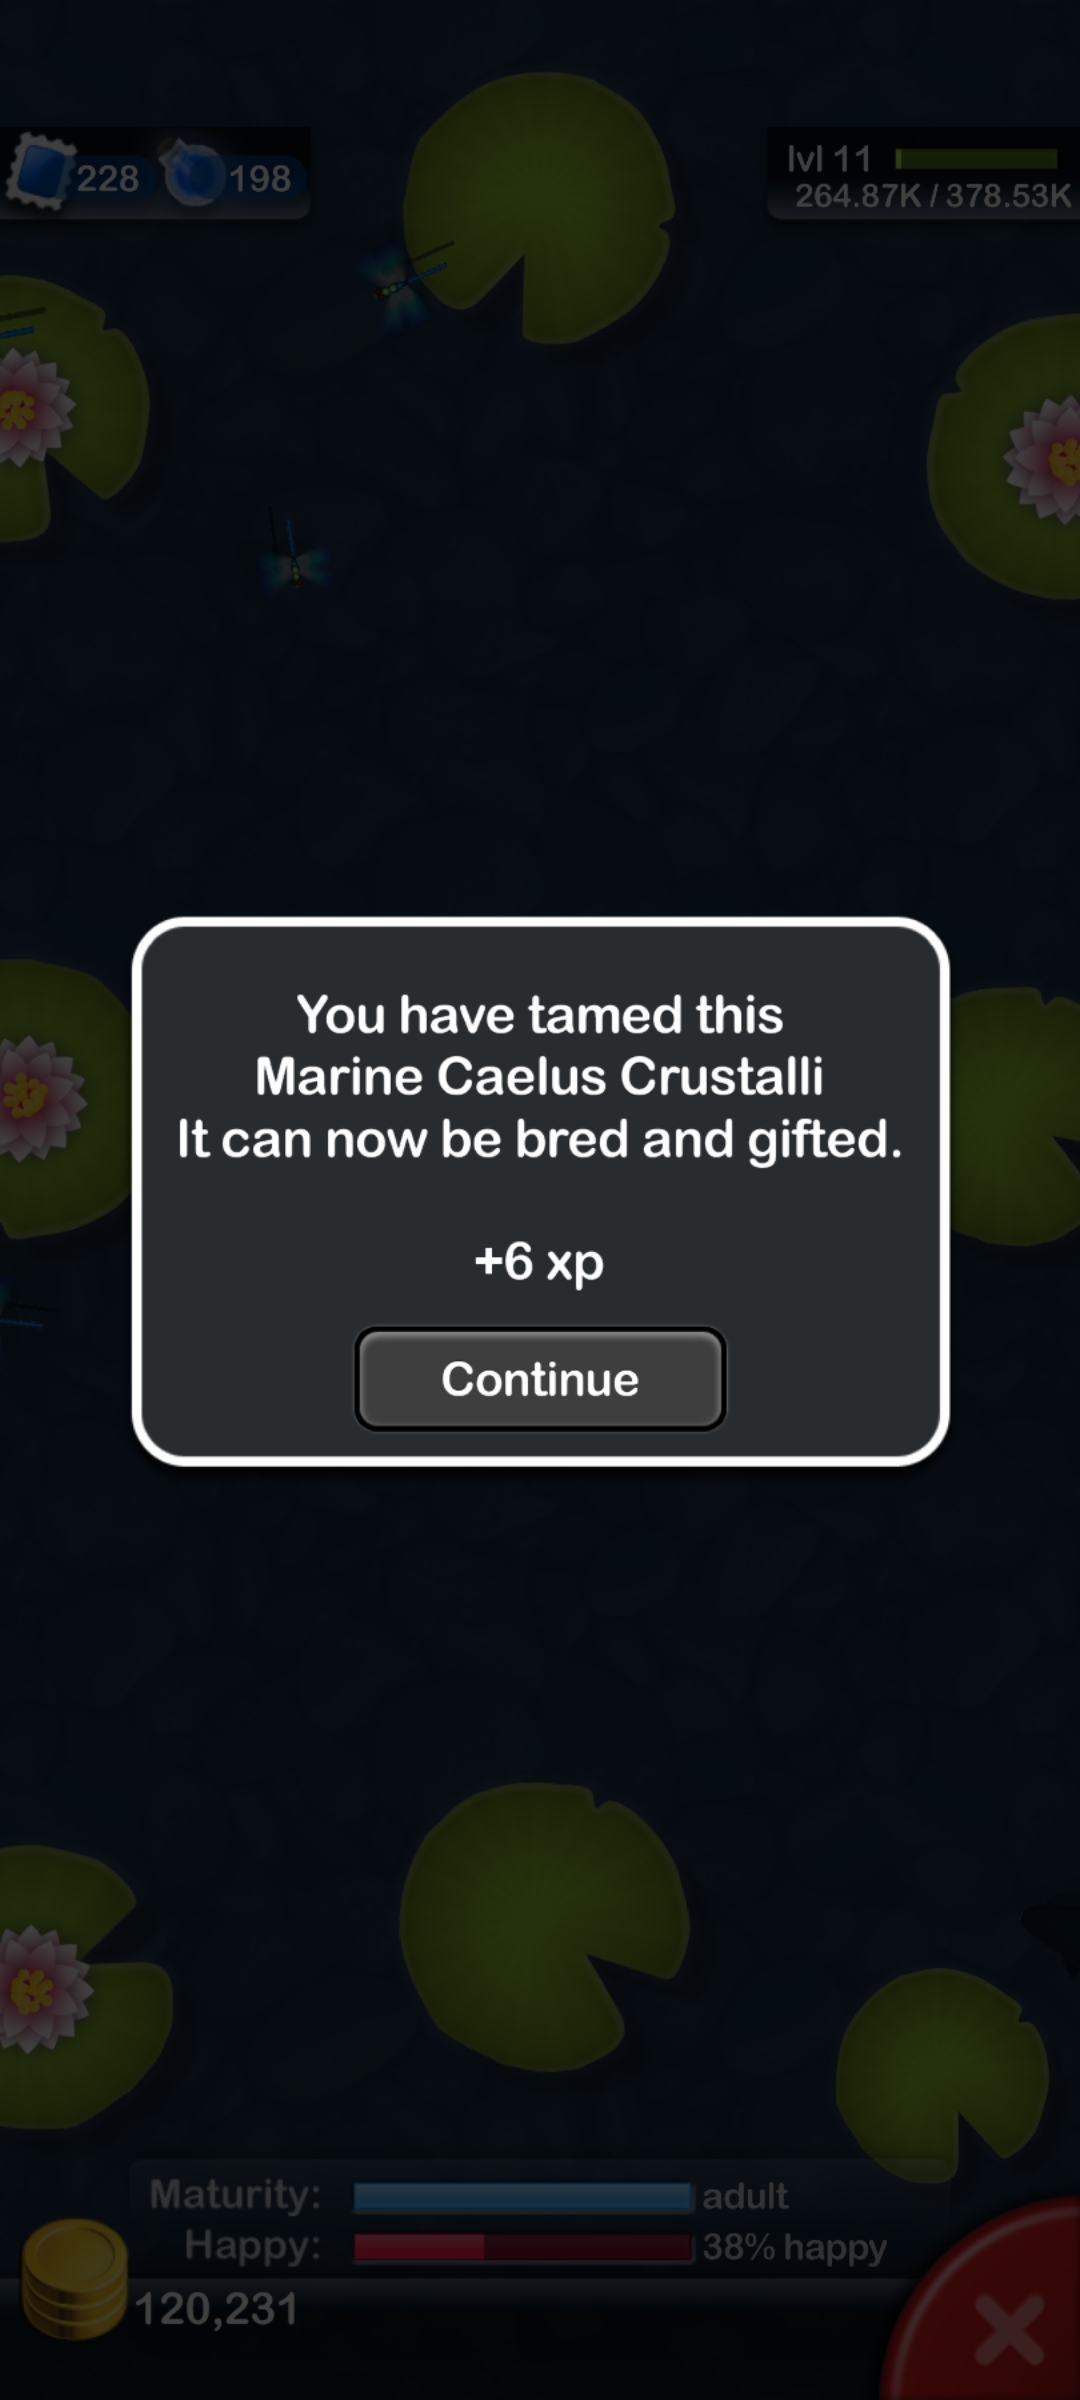 228 198
lvl 11
264.87K / 378.53K
You have tamed this
Marine Caelus Crustalli
It can now be bred and gifted.
+6 xp
Continue
Maturity: adult
Happy: 38% happy
120,231